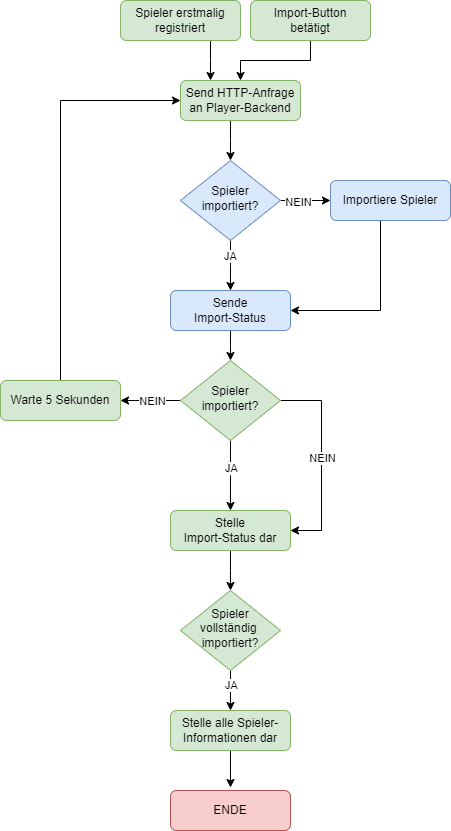 Spieler erstmalig
registriert
Import-Button
betätigt
Send HTTP-Anfrage
an Player-Backend
Spieler
importiert?
NEIN
Importiere Spieler
JA
Sende
Import-Status
Spieler
importiert?
NEIN
Warte 5 Sekunden
NEIN
JA
Stelle
Import-Status dar
Spieler
vollständig
importiert?
JA
Stelle alle Spieler-
Informationen dar
ENDE